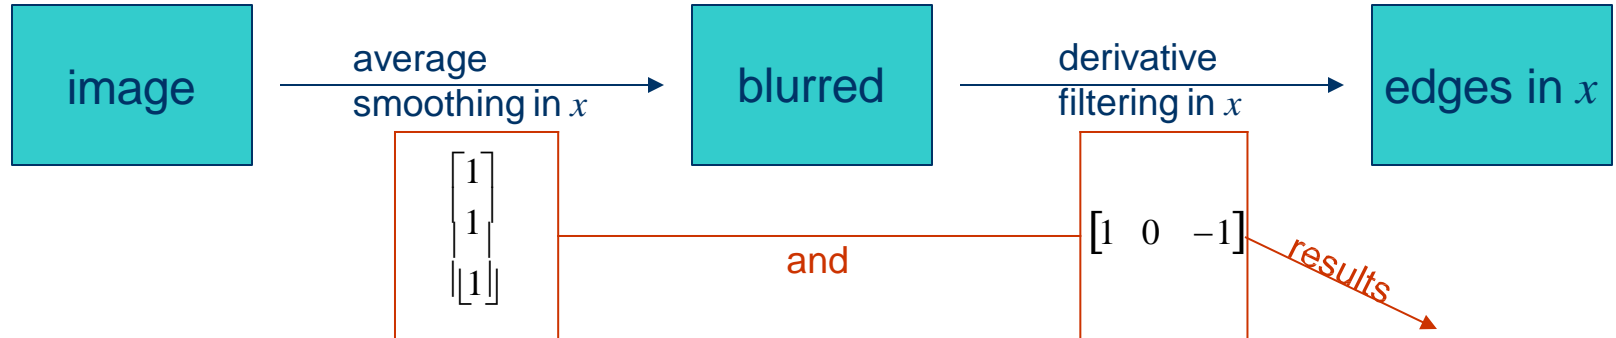 image
average
smoothing in x
blurred
derivative
filtering in x
edges in x
[1
1
1]
and
[1 0 −1]
results